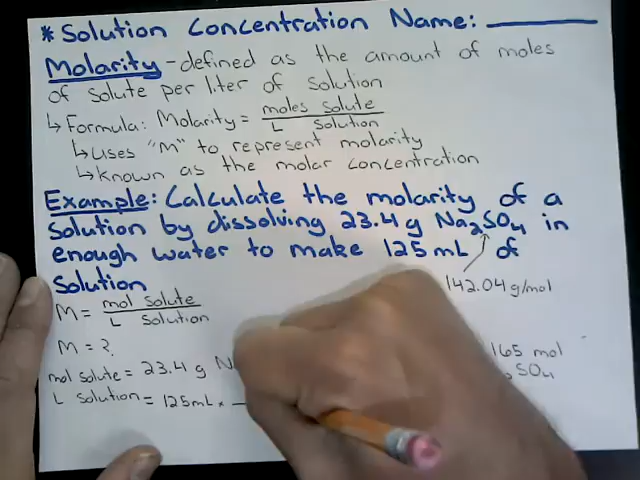 * Solution Concentration Name: ________
Molarity - defined as the amount of moles
of solute per liter of solution
↳ Formula: Molarity = moles solute / L solution
↳ Uses "M" to represent molarity
↳ Known as the molar concentration
Example: Calculate the molarity of a
solution by dissolving 23.4 g Na₂SO₄ in
enough water to make 125 mL of
solution
142.04 g/mol
M = mol solute / L solution
M = ?
mol solute = 23.4 g 165 mol
SO₄
L solution = 125 mL ×